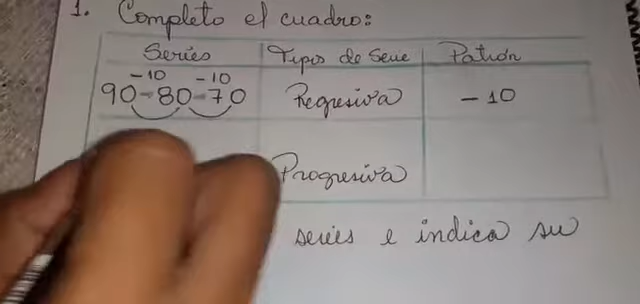 1. Completo el cuadro:
Series Tipos de Serie Patrón
-10 -10
90-80-70 Regresiva -10
Progresiva
series e indica su